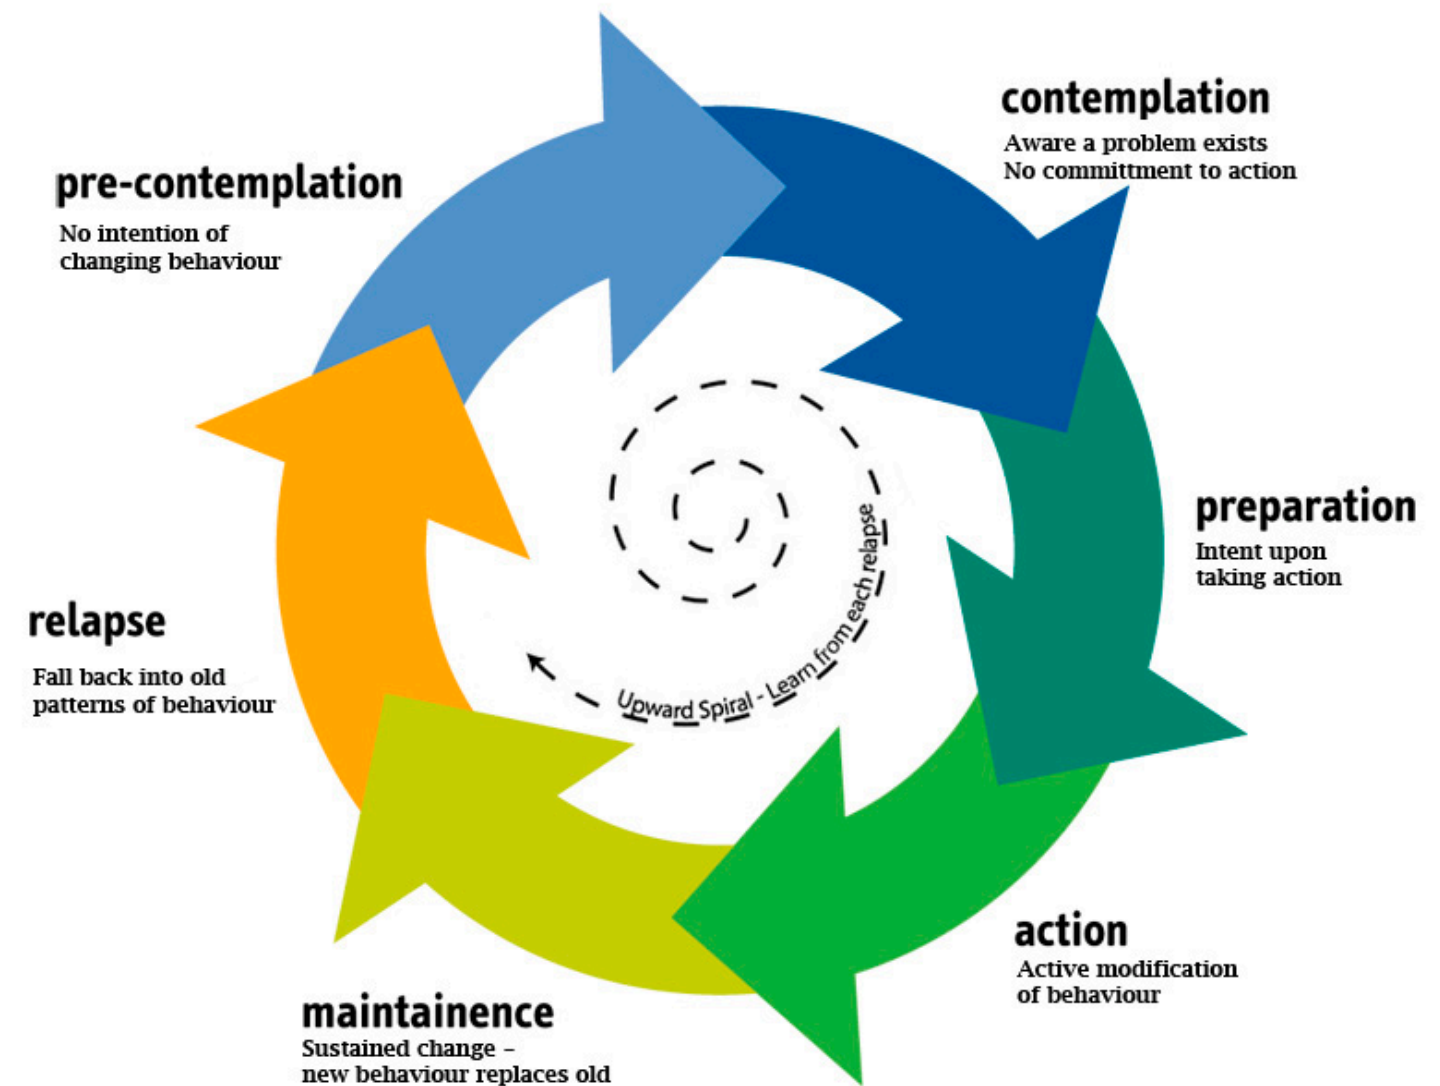 pre-contemplation
No intention of
changing behaviour
contemplation
Aware a problem exists
No committment to action
preparation
Intent upon
taking action
action
Active modification
of behaviour
maintainence
Sustained change –
new behaviour replaces old
relapse
Fall back into old
patterns of behaviour
Upward Spiral - Learn from each relapse